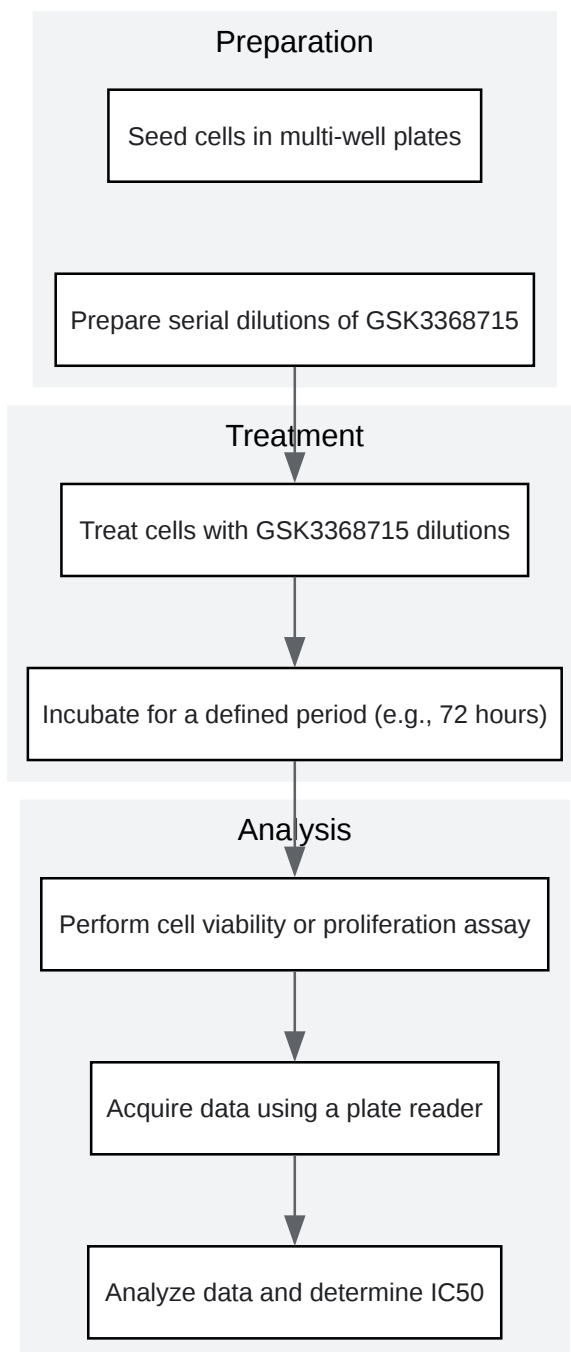 Preparation
Seed cells in multi-well plates
Prepare serial dilutions of GSK3368715
Treatment
Treat cells with GSK3368715 dilutions
Incubate for a defined period (e.g., 72 hours)
Analysis
Perform cell viability or proliferation assay
Acquire data using a plate reader
Analyze data and determine IC50